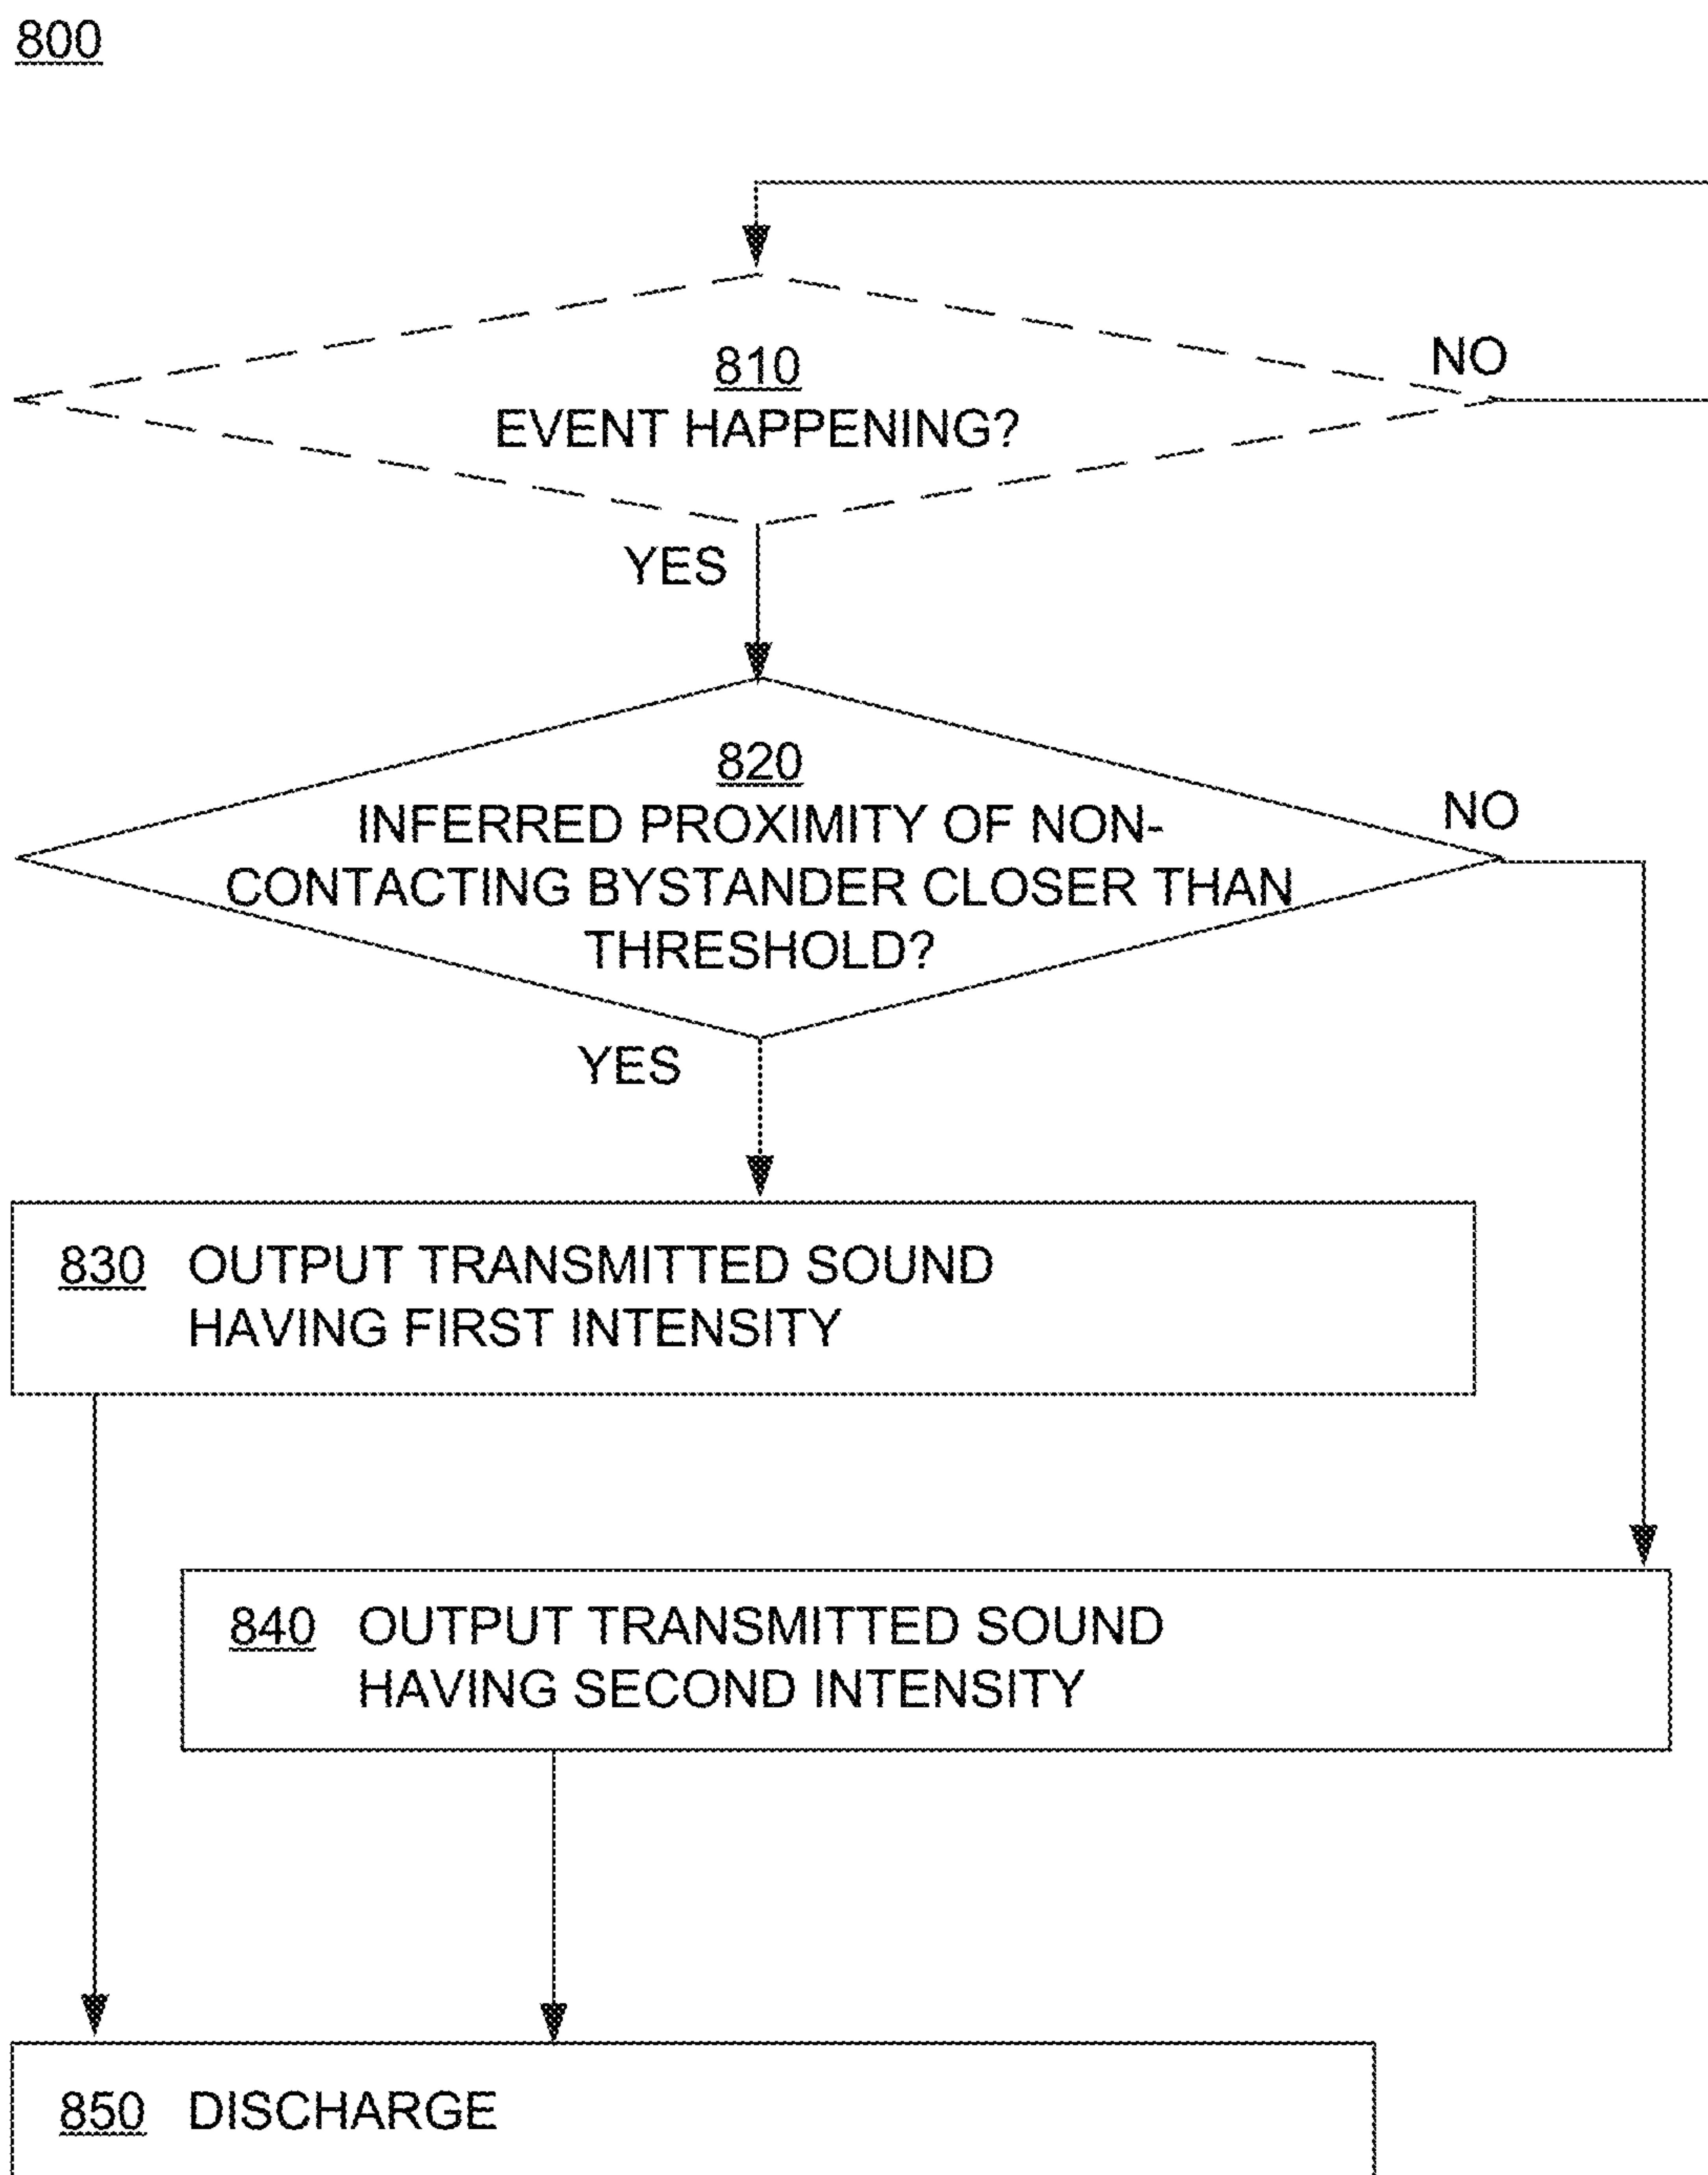 800
810
NO
EVENT HAPPENING?
YES
820
INFERRED PROXIMITY OF NON-
NO
CONTACTING BYSTANDER CLOSER THAN
THRESHOLD?
YES
830 OUTPUT TRANSMITTED SOUND
HAVING FIRST INTENSITY
840 OUTPUT TRANSMITTED SOUND
HAVING SECOND INTENSITY
850 DISCHARGE